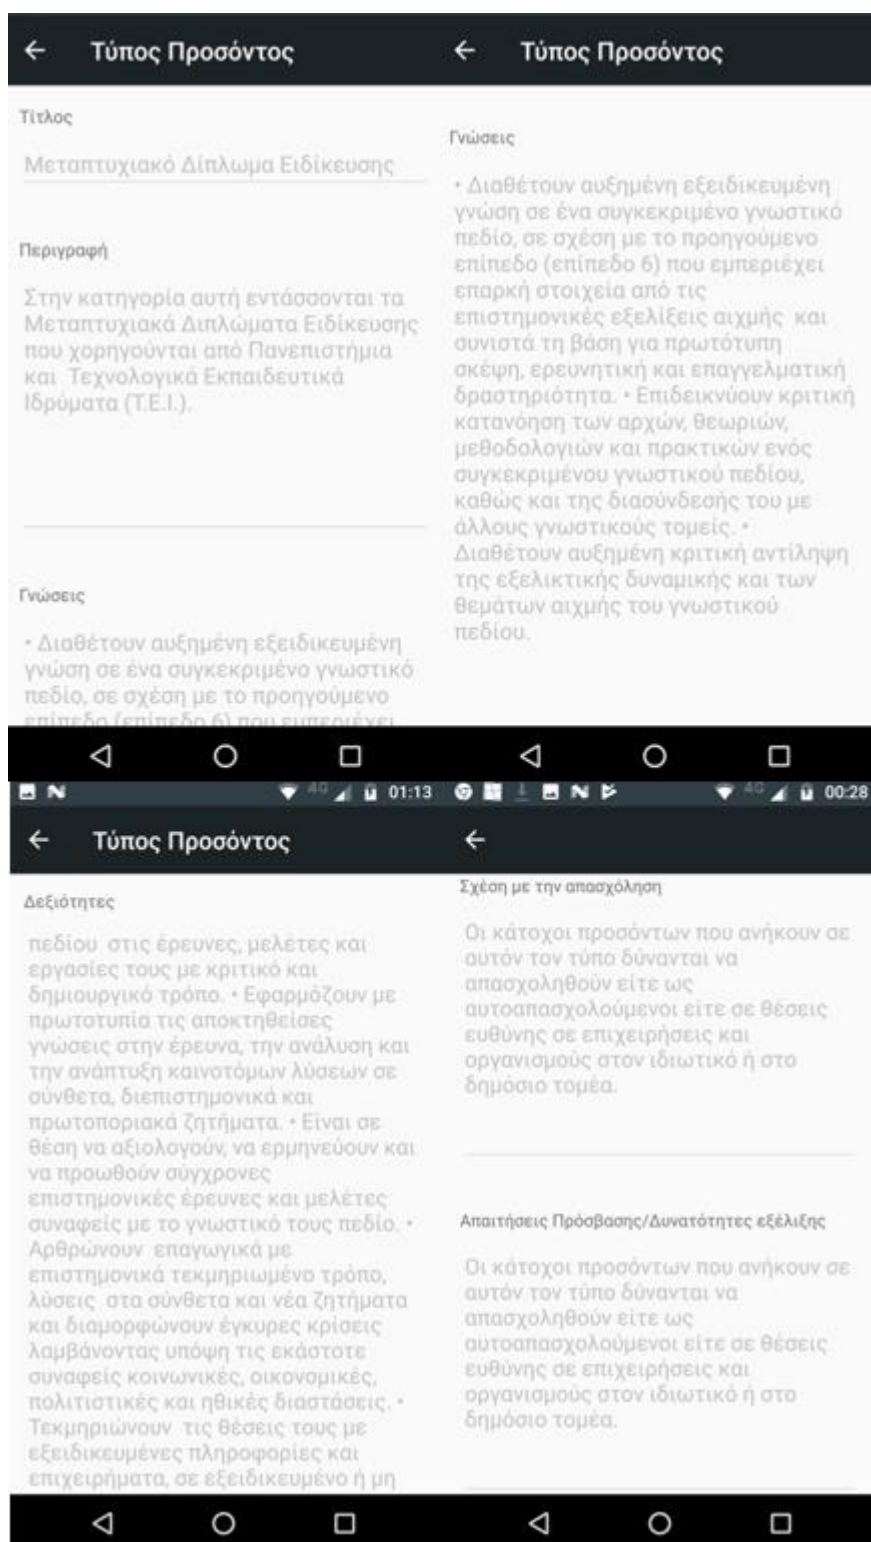 Τύπος Προσόντος
Τίτλος
Μεταπτυχιακό Δίπλωμα Ειδίκευσης
Περιγραφή
Στην κατηγορία αυτή εντάσσονται τα
Μεταπτυχιακά Διπλώματα Ειδίκευσης
που χορηγούνται από Πανεπιστήμια
και Τεχνολογικά Εκπαιδευτικά
Ιδρύματα (Τ.Ε.Ι.).
Γνώσεις
• Διαθέτουν αυξημένη εξειδικευμένη
γνώση σε ένα συγκεκριμένο γνωστικό
πεδίο, σε σχέση με το προηγούμενο
επίπεδο (επίπεδο 6) που εμπεριέχει
Τύπος Προσόντος
Γνώσεις
• Διαθέτουν αυξημένη εξειδικευμένη
γνώση σε ένα συγκεκριμένο γνωστικό
πεδίο, σε σχέση με το προηγούμενο
επίπεδο (επίπεδο 6) που εμπεριέχει
επαρκή στοιχεία από τις
επιστημονικές εξελίξεις αιχμής και
συνιστά τη βάση για πρωτότυπη
σκέψη, ερευνητική και επαγγελματική
δραστηριότητα. • Επιδεικνύουν κριτική
κατανόηση των αρχών, θεωριών,
μεθοδολογιών και πρακτικών ενός
συγκεκριμένου γνωστικού πεδίου,
καθώς και της διασύνδεσής του με
άλλους γνωστικούς τομείς. •
Διαθέτουν αυξημένη κριτική αντίληψη
της εξελικτικής δυναμικής και των
θεμάτων αιχμής του γνωστικού
πεδίου.
4G 01:13
Τύπος Προσόντος
Δεξιότητες
πεδίου στις έρευνες, μελέτες και
εργασίες τους με κριτικό και
δημιουργικό τρόπο. • Εφαρμόζουν με
πρωτοτυπία τις αποκτηθείσες
γνώσεις στην έρευνα, την ανάλυση και
την ανάπτυξη καινοτόμων λύσεων σε
σύνθετα, διεπιστημονικά και
πρωτοποριακά ζητήματα. • Είναι σε
θέση να αξιολογούν, να ερμηνεύουν και
να προωθούν σύγχρονες
επιστημονικές έρευνες και μελέτες
συναφείς με το γνωστικό τους πεδίο. •
Αρθρώνουν επαγωγικά με
επιστημονικά τεκμηριωμένο τρόπο,
λύσεις στα σύνθετα και νέα ζητήματα
και διαμορφώνουν έγκυρες κρίσεις
λαμβάνοντας υπόψη τις εκάστοτε
συναφείς κοινωνικές, οικονομικές,
πολιτιστικές και ηθικές διαστάσεις. •
Τεκμηριώνουν τις θέσεις τους με
εξειδικευμένες πληροφορίες και
επιχειρήματα, σε εξειδικευμένο ή μη
4G 00:28
Σχέση με την απασχόληση
Οι κάτοχοι προσόντων που ανήκουν σε
αυτόν τον τύπο δύνανται να
απασχοληθούν είτε ως
αυτοαπασχολούμενοι είτε σε θέσεις
ευθύνης σε επιχειρήσεις και
οργανισμούς στον ιδιωτικό ή στο
δημόσιο τομέα.
Απαιτήσεις Πρόσβασης/Δυνατότητες εξέλιξης
Οι κάτοχοι προσόντων που ανήκουν σε
αυτόν τον τύπο δύνανται να
απασχοληθούν είτε ως
αυτοαπασχολούμενοι είτε σε θέσεις
ευθύνης σε επιχειρήσεις και
οργανισμούς στον ιδιωτικό ή στο
δημόσιο τομέα.